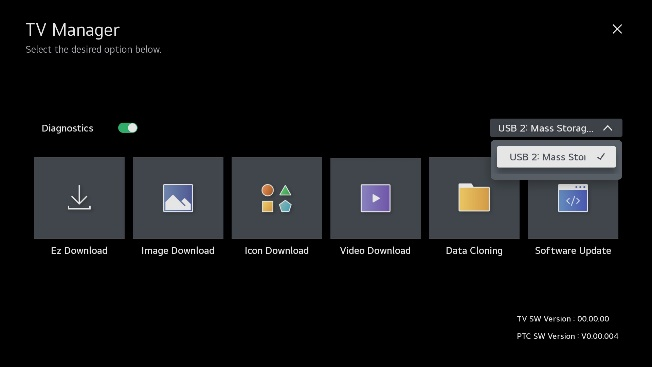 TV Manager
Select the desired option below.
Diagnostics
USB 2: Mass Storag...
USB 2: Mass Stor
Ez Download
Image Download
Icon Download
Video Download
Data Cloning
Software Update
TV SW Version : 00.00.00
PTC SW Version : V0.00.004